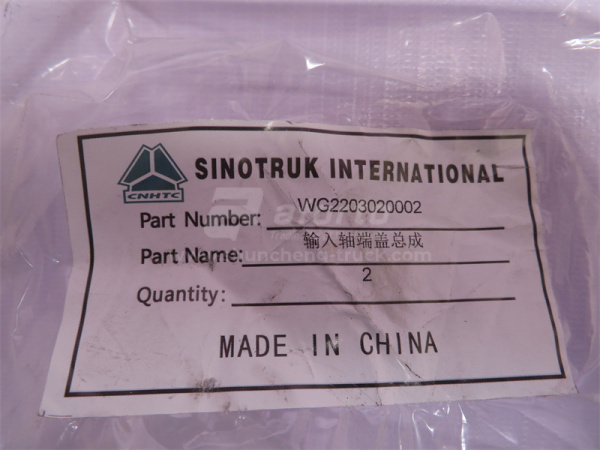 SINOTRUK INTERNATIONAL
CNHTC
Part Number: WG2203020002
Part Name: 输入轴端盖总成
Quantity: 2
MADE IN CHINA